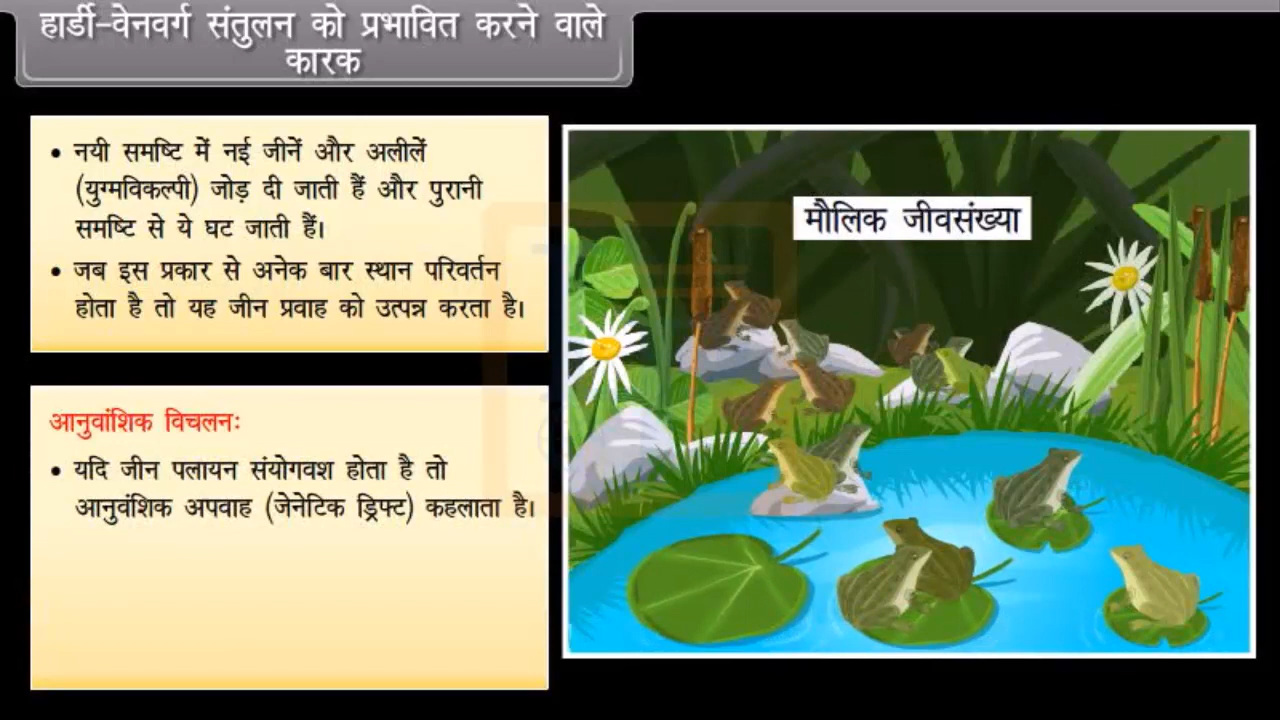 हार्डी-वेनवर्ग संतुलन को प्रभावित करने वाले
कारक
• नयी समष्टि में नई जीनें और अलीलें
(युग्मविकल्पी) जोड़ दी जाती हैं और पुरानी
समष्टि से ये घट जाती हैं।
• जब इस प्रकार से अनेक बार स्थान परिवर्तन
होता है तो यह जीन प्रवाह को उत्पन्न करता है।
आनुवांशिक विचलनः
• यदि जीन पलायन संयोगवश होता है तो
आनुवंशिक अपवाह (जेनेटिक ड्रिफ्ट) कहलाता है।
मौलिक जीवसंख्या